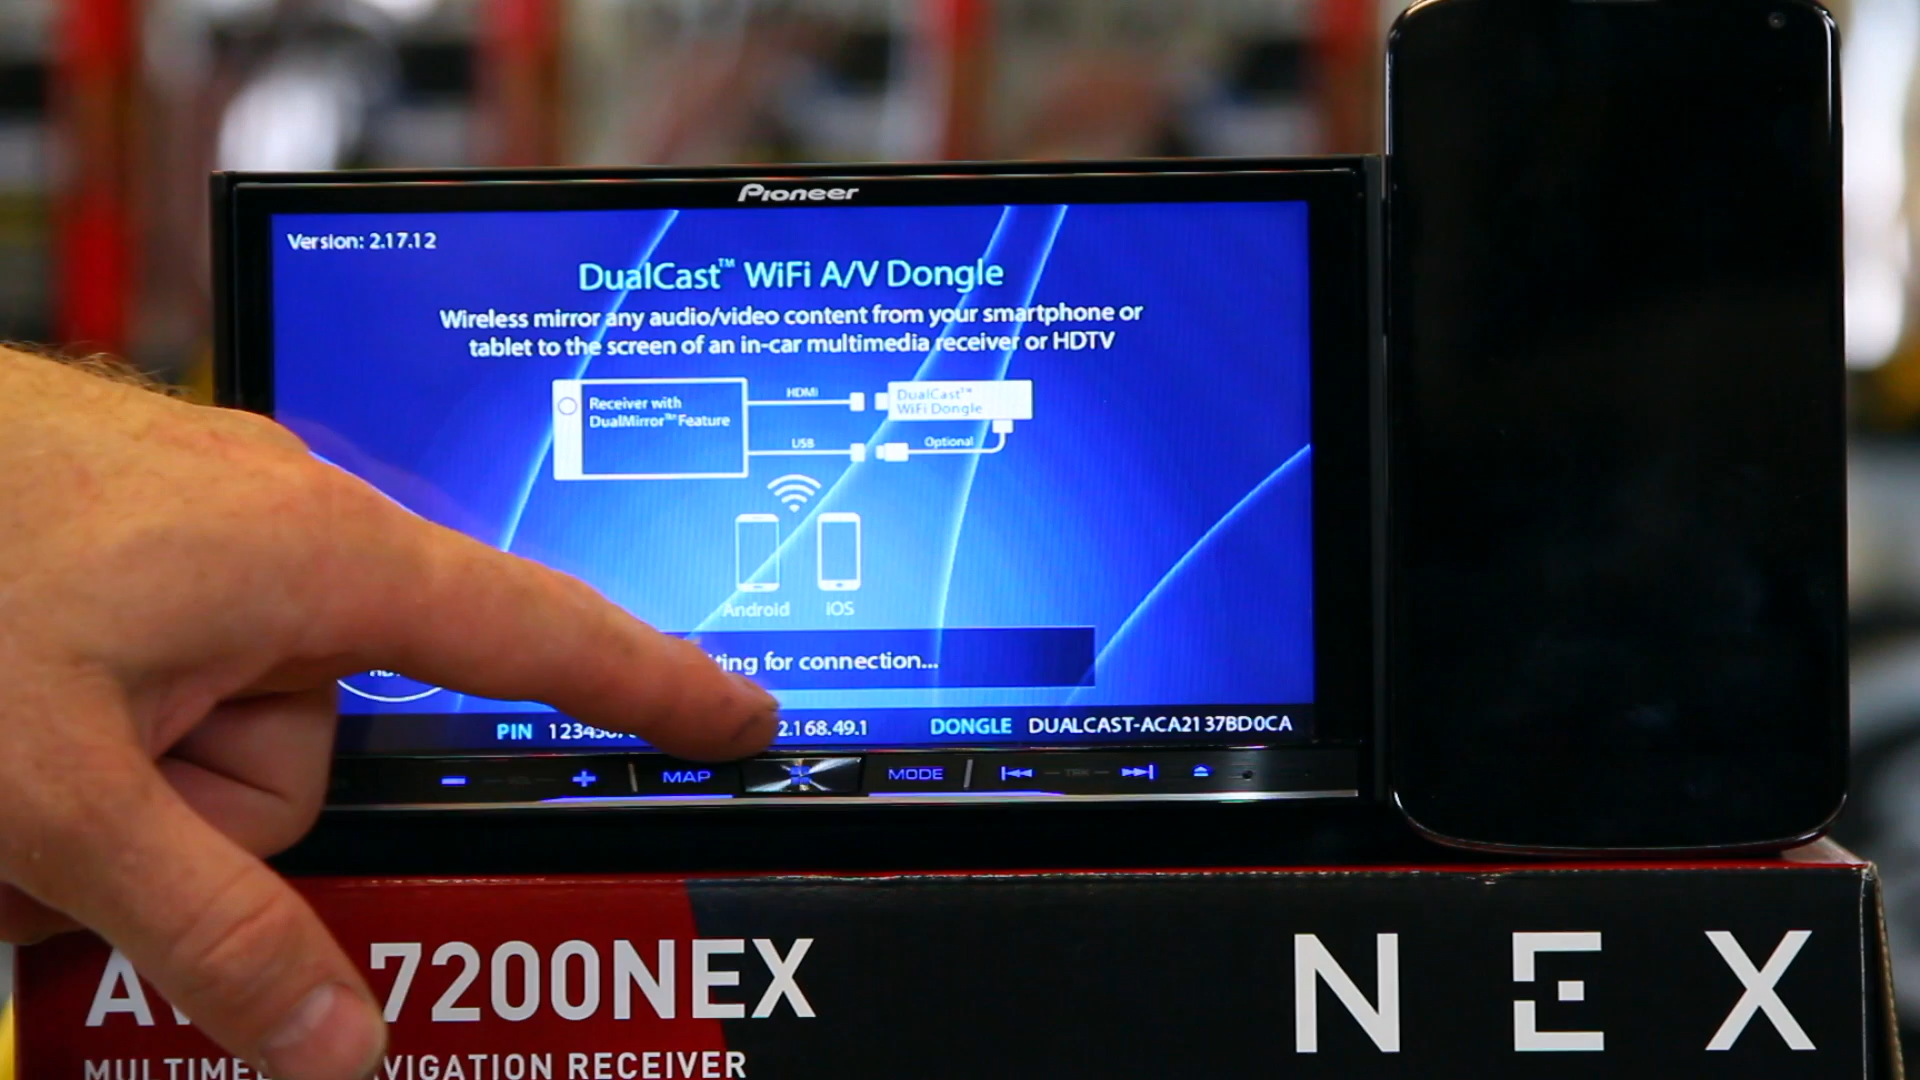 Pioneer
Version: 2.17.12
DualCast™ WiFi A/V Dongle
Wireless mirror any audio/video content from your smartphone or
tablet to the screen of an in-car multimedia receiver or HDTV
Receiver with
DualMirror™ Feature
HDMI
USB
DualCast™
WiFi Dongle
Optional
Android iOS
for connection...
PIN 2.168.49.1 DONGLE DUALCAST-ACA2137BD0CA
MAP MODE TRK
7200NEX
RECEIVER
NEX